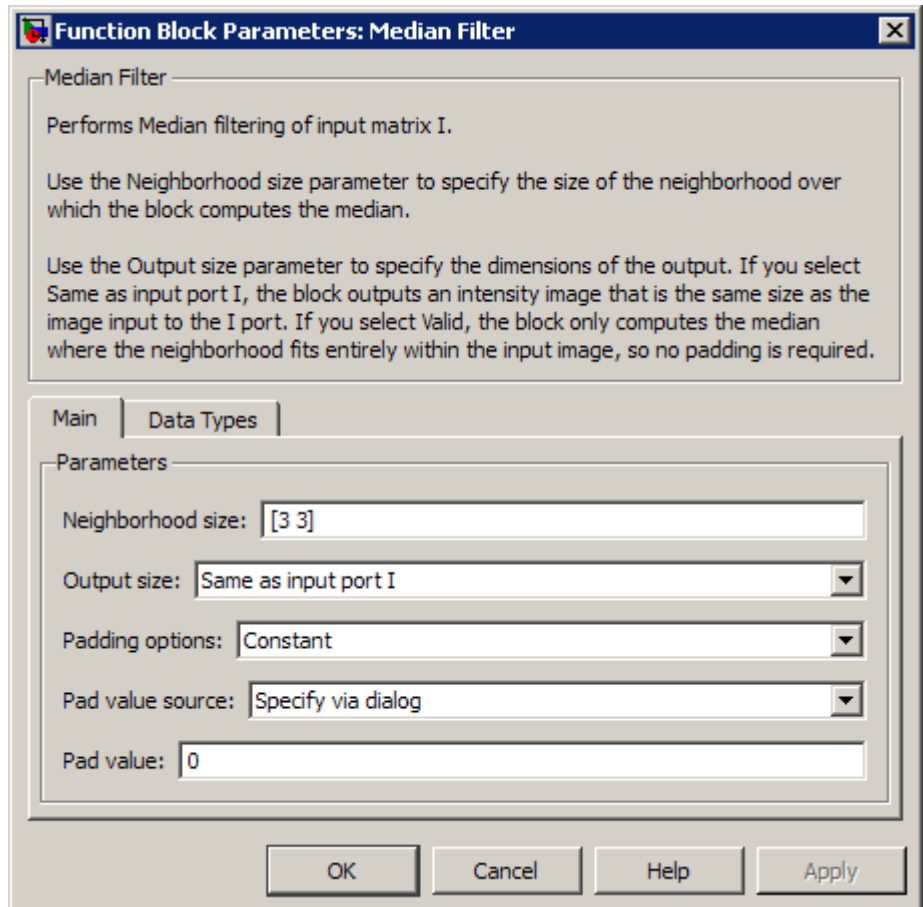 Function Block Parameters: Median Filter
Median Filter
Performs Median filtering of input matrix I.
Use the Neighborhood size parameter to specify the size of the neighborhood over
which the block computes the median.
Use the Output size parameter to specify the dimensions of the output. If you select
Same as input port I, the block outputs an intensity image that is the same size as the
image input to the I port. If you select Valid, the block only computes the median
where the neighborhood fits entirely within the input image, so no padding is required.
Main Data Types
Parameters
Neighborhood size: [3 3]
Output size: Same as input port I
Padding options: Constant
Pad value source: Specify via dialog
Pad value: 0
OK Cancel Help Apply